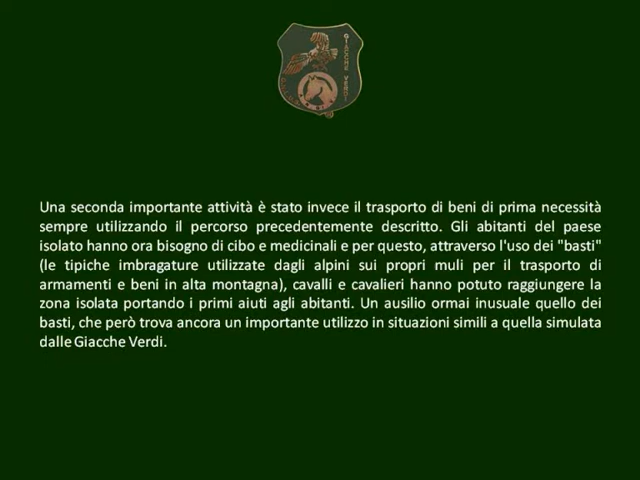 GIACCHE VERDI
Una seconda importante attività è stato invece il trasporto di beni di prima necessità
sempre utilizzando il percorso precedentemente descritto. Gli abitanti del paese
isolato hanno ora bisogno di cibo e medicinali e per questo, attraverso l'uso dei "basti"
(le tipiche imbragature utilizzate dagli alpini sui propri muli per il trasporto di
armamenti e beni in alta montagna), cavalli e cavalieri hanno potuto raggiungere la
zona isolata portando i primi aiuti agli abitanti. Un ausilio ormai inusuale quello dei
basti, che però trova ancora un importante utilizzo in situazioni simili a quella simulata
dalle Giacche Verdi.